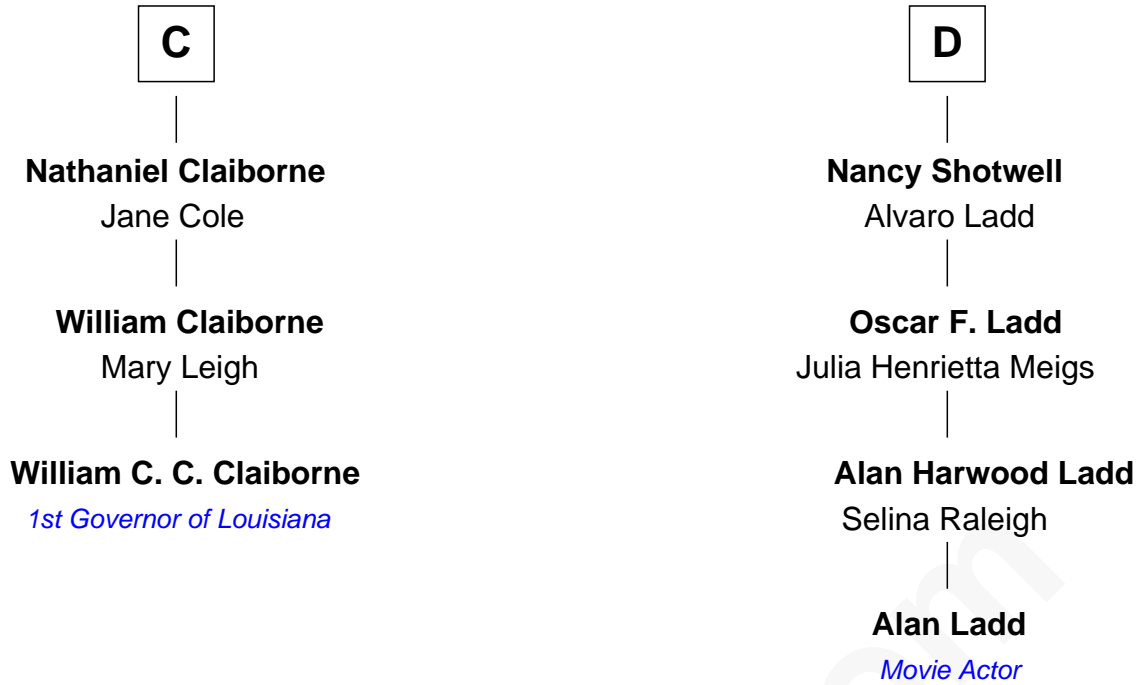 C
Nathaniel Claiborne
Jane Cole
William Claiborne
Mary Leigh
William C. C. Claiborne
1st Governor of Louisiana
D
Nancy Shotwell
Alvaro Ladd
Oscar F. Ladd
Julia Henrietta Meigs
Alan Harwood Ladd
Selina Raleigh
Alan Ladd
Movie Actor